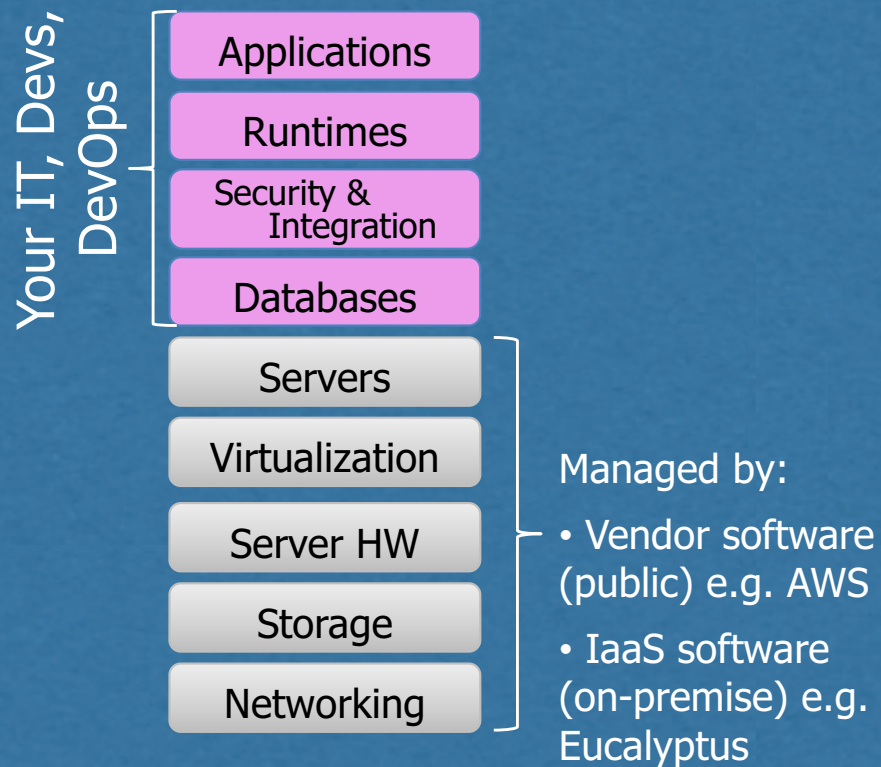 Your IT, Devs,
DevOps
Applications
Runtimes
Security &
Integration
Databases
Servers
Virtualization
Server HW
Storage
Networking
Managed by:
• Vendor software
(public) e.g. AWS
• IaaS software
(on-premise) e.g.
Eucalyptus